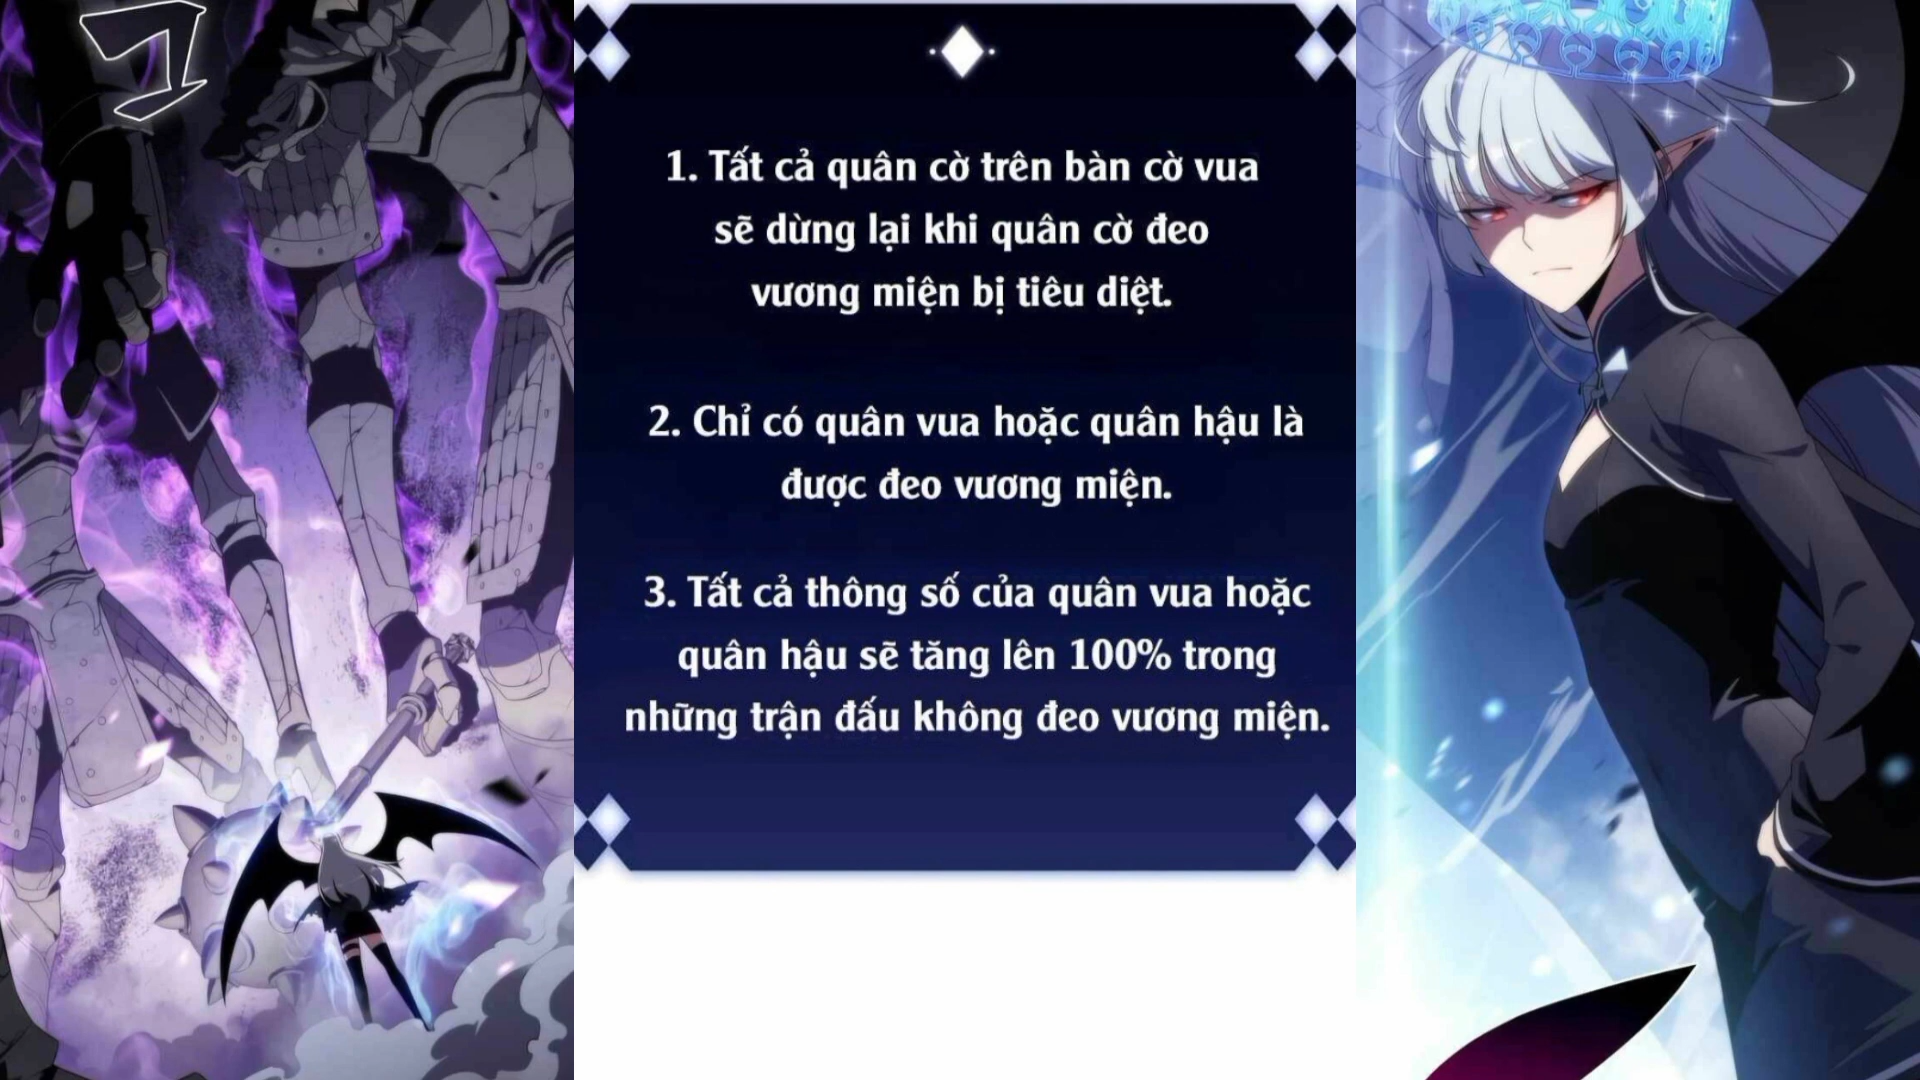 1. Tất cả quân cờ trên bàn cờ vua
sẽ dừng lại khi quân cờ đeo
vương miện bị tiêu diệt.
2. Chỉ có quân vua hoặc quân hậu là
được đeo vương miện.
3. Tất cả thông số của quân vua hoặc
quân hậu sẽ tăng lên 100% trong
những trận đấu không đeo vương miện.